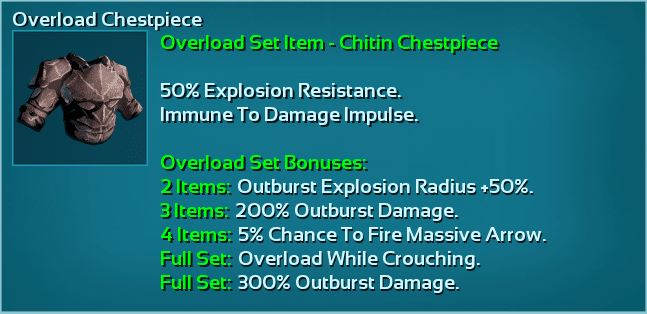 Overload Chestpiece
Overload Set Item - Chitin Chestpiece
50% Explosion Resistance.
Immune To Damage Impulse.
Overload Set Bonuses:
2 Items: Outburst Explosion Radius +50%.
3 Items: 200% Outburst Damage.
4 Items: 5% Chance To Fire Massive Arrow.
Full Set: Overload While Crouching.
Full Set: 300% Outburst Damage.